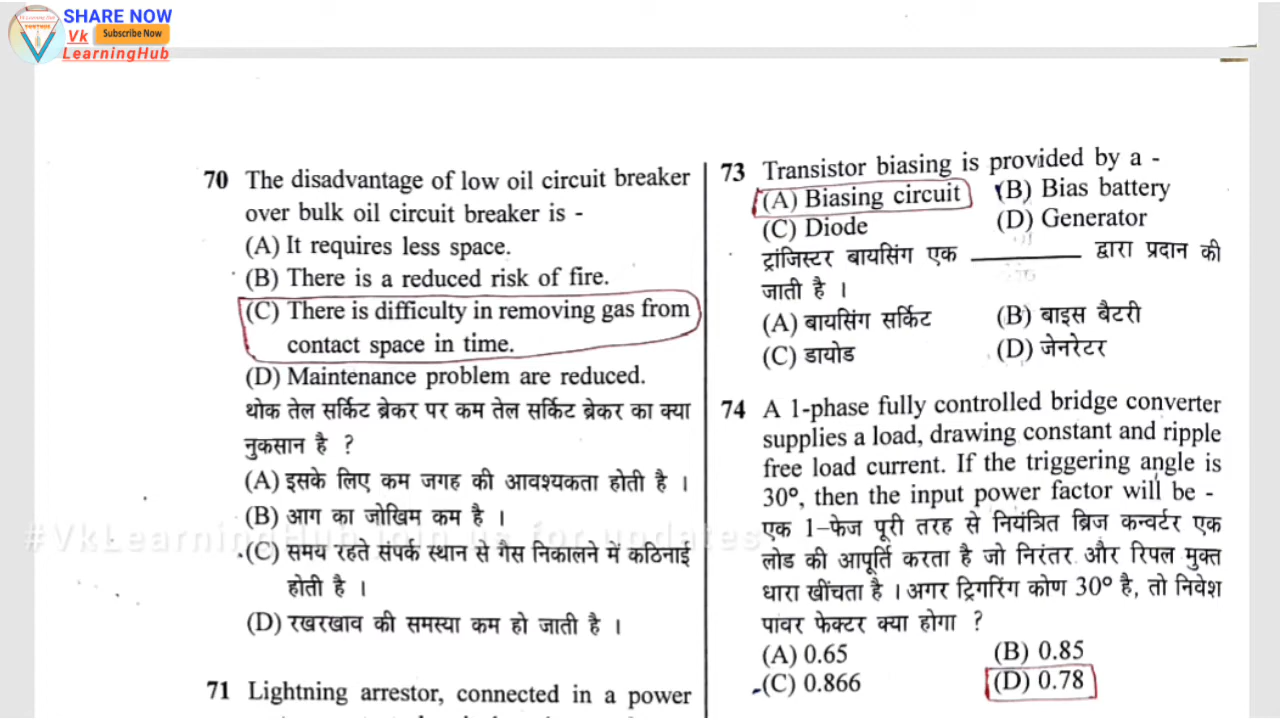 SHARE NOW
Vk
Subscribe Now
LearningHub
70 The disadvantage of low oil circuit breaker
over bulk oil circuit breaker is -
(A) It requires less space.
(B) There is a reduced risk of fire.
(C) There is difficulty in removing gas from
contact space in time.
(D) Maintenance problem are reduced.
थोक तेल सर्किट ब्रेकर पर कम तेल सर्किट ब्रेकर का क्या
नुकसान है ?
(A) इसके लिए कम जगह की आवश्यकता होती है ।
(B) आग का जोखिम कम है ।
(C) समय रहते संपर्क स्थान से गैस निकालने में कठिनाई
होती है ।
(D) रखरखाव की समस्या कम हो जाती है ।
71 Lightning arrestor, connected in a power
73 Transistor biasing is provided by a -
(A) Biasing circuit (B) Bias battery
(C) Diode (D) Generator
ट्रांजिस्टर बायसिंग एक ________ द्वारा प्रदान की
जाती है ।
(A) बायसिंग सर्किट (B) बाइस बैटरी
(C) डायोड (D) जेनरेटर
74 A 1-phase fully controlled bridge converter
supplies a load, drawing constant and ripple
free load current. If the triggering angle is
30°, then the input power factor will be -
एक 1–फेज पूरी तरह से नियंत्रित ब्रिज कन्वर्टर एक
लोड की आपूर्ति करता है जो निरंतर और रिपल मुक्त
धारा खींचता है । अगर ट्रिगरिंग कोण 30° है, तो निवेश
पांवर फेक्टर क्या होगा ?
(A) 0.65 (B) 0.85
(C) 0.866 (D) 0.78
#VkLearningHub Join us for updates